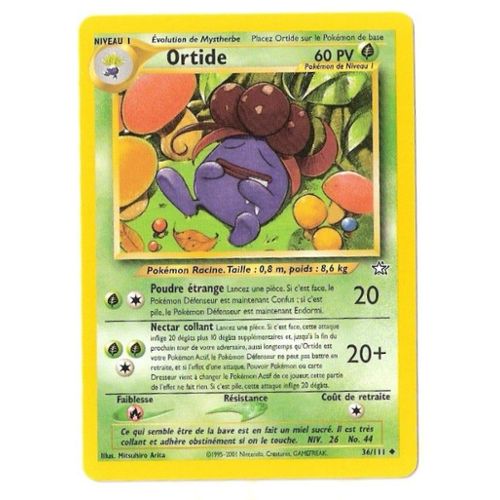 NIVEAU 1 Évolution de Mystherbe Placez Ortide sur le Pokémon de base
Ortide 60 PV
Pokémon de Niveau 1
Pokémon Racine. Taille : 0,8 m, poids : 8,6 kg
Poudre étrange Lancez une pièce. Si c'est face, le
Pokémon Défenseur est maintenant Confus ; si c'est
pile, le Pokémon Défenseur est maintenant Endormi.
20
Nectar collant Lancez une pièce. Si c'est face, cette attaque
inflige 20 dégâts plus 10 dégâts supplémentaires et, jusqu'à la fin du
prochain tour de votre adversaire, aussi longtemps qu'Ortide est
votre Pokémon Actif, le Pokémon Défenseur ne peut pas battre en
retraite, et si l'effet d'une attaque, Pouvoir Pokémon ou carte
Dresseur vient à changer le Pokémon Actif de ce joueur, cette partie
de l'effet ne fait rien. Si c'est pile, cette attaque inflige 20 dégâts.
20+
Faiblesse Résistance Coût de retraite
Ce qui semble être de la bave est en fait un miel sucré. Il est très
collant et adhère obstinément si on le touche. NIV. 26 No. 44
Illus. Mitsuhiro Arita ©1995-2001 Nintendo, Creatures, GAMEFREAK. 36/111